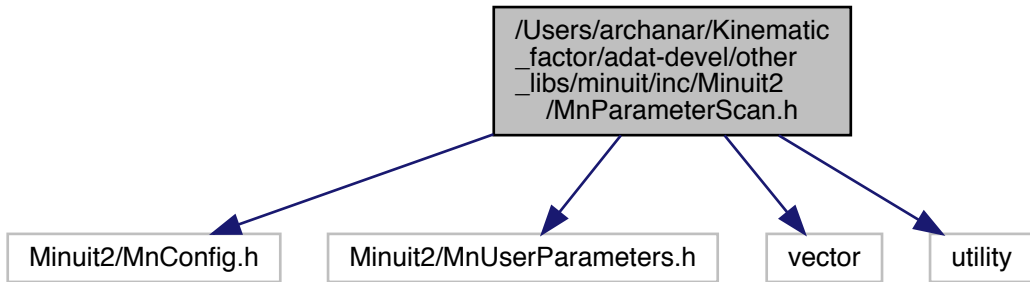 /Users/archanar/Kinematic
_factor/adat-devel/other
_libs/minuit/inc/Minuit2
/MnParameterScan.h
Minuit2/MnConfig.h
Minuit2/MnUserParameters.h
vector
utility